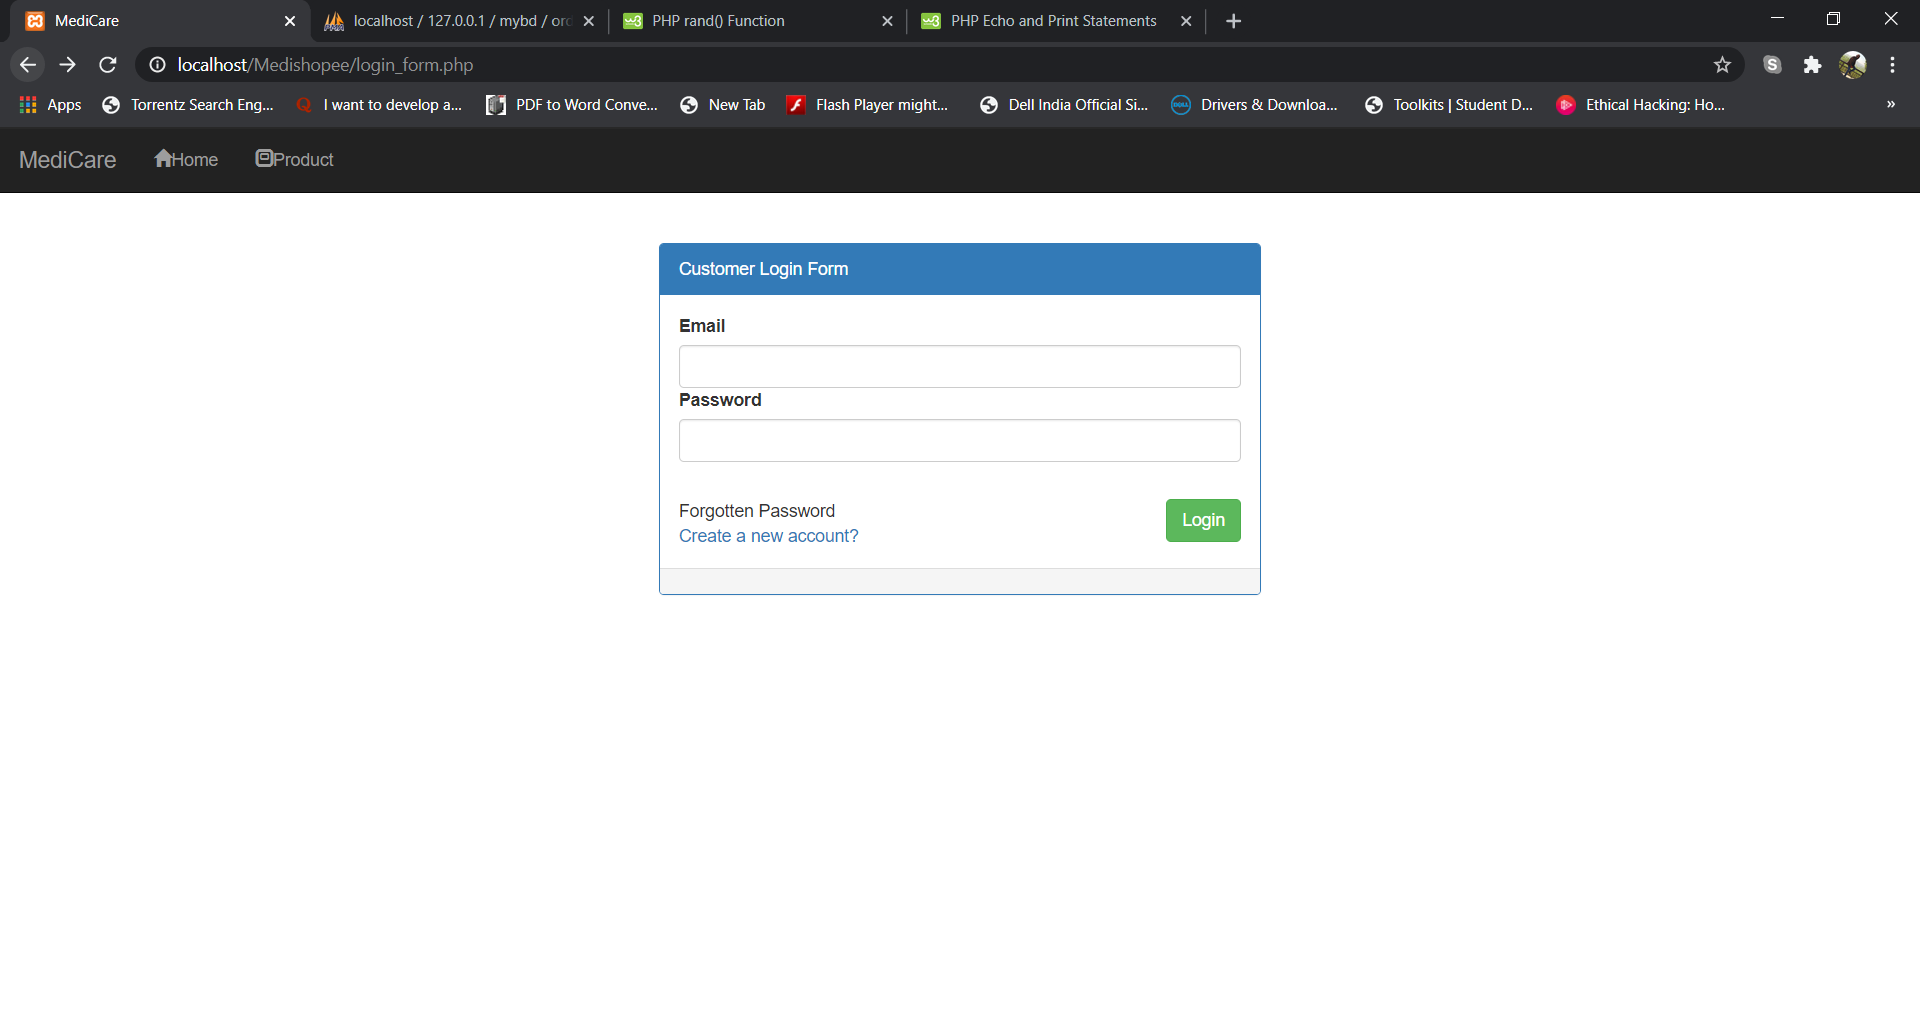 MediCare
localhost / 127.0.0.1 / mybd / ord
PHP rand() Function
PHP Echo and Print Statements
localhost/Medishopee/login_form.php
S
Apps
Torrentz Search Eng...
I want to develop a...
PDF to Word Conve...
New Tab
Flash Player might...
Dell India Official Si...
Drivers & Downloa...
Toolkits | Student D...
Ethical Hacking: Ho...
»
MediCare
Home
Product
Customer Login Form
Email
Password
Forgotten Password
Create a new account?
Login